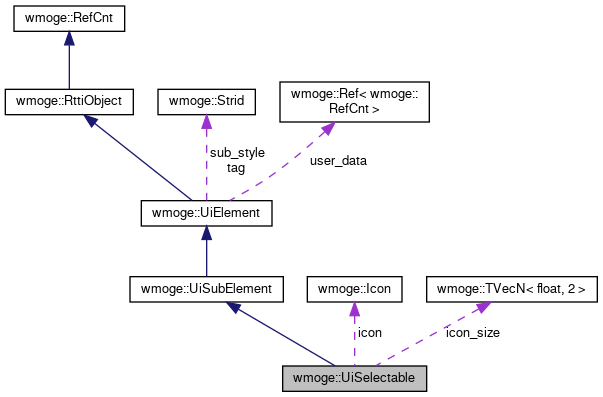 wmoge::RefCnt
wmoge::RttiObject
wmoge::Strid
wmoge::Ref< wmoge::
RefCnt >
sub_style
tag
user_data
wmoge::UiElement
wmoge::UiSubElement
wmoge::Icon
wmoge::TVecN< float, 2 >
icon
icon_size
wmoge::UiSelectable